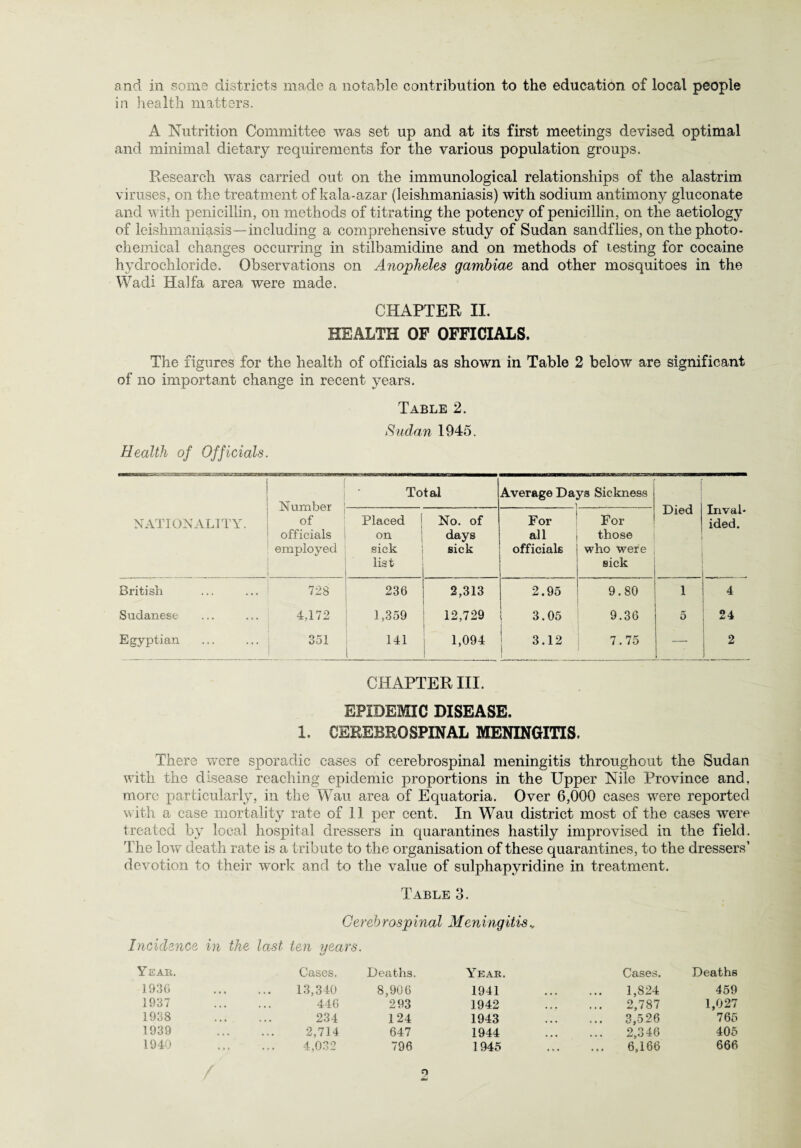 and in some districts made a notable contribution to the education of local people
in health matters.
A Nutrition Committee was set up and at its first meetings devised optimal
and minimal dietary requirements for the various population groups.
Research was carried out on the immunological relationships of the alastrim
viruses, on the treatment of kala-azar (leishmaniasis) with sodium antimony gluconate
and with penicillin, on methods of titrating the potency of penicillin, on the aetiology
of leishmaniasis—including a comprehensive study of Sudan sandflies, on the photo-
chemical changes occurring in stilbamidine and on methods of testing for cocaine
hydrochloride. Observations on Anopheles gambiae and other mosquitoes in the
Wadi Halfa area were made.
CHAPTER II.
HEALTH OF OFFICIALS.
The figures for the health of officials as shown in Table 2 below are significant
of no important change in recent years.
TABLE 2.
Sudan 1945.
Health of Officials.
NATIONALITY. Number of officials employed Total Average Days Sickness Died Inval-ided.
Placed on sick list No. of days sick For all officials For those who were sick
British ... ... 728 236 2,313 2.95 9.80 1 4
Sudanese ... ... 4,172 1,359 12,729 3.05 9.36 5 24
Egyptian ... ... 351 141 1,094 3.12 7.75 — 2
CHAPTER III.
EPIDEMIC DISEASE.
1. CEREBROSPINAL MENINGITIS.
There were sporadic cases of cerebrospinal meningitis throughout the Sudan
with the disease reaching epidemic proportions in the Upper Nile Province and,
more particularly, in the Wau area of Equatoria. Over 6,000 cases were reported
with a case mortality rate of 11 per cent. In Wau district most of the cases were
treated by local hospital dressers in quarantines hastily improvised in the field.
The low death rate is a tribute to the organisation of these quarantines, to the dressers'
devotion to their work and to the value of sulphapyridine in treatment.
TABLE 3.
Cerebrospinal Meningitis.
Incidence in the last ten years.
YEAR. Cases. Deaths. YEAR. Cases. Deaths
1936 ... ... 13,340 8,906 1941 ... ... 1,824 459
1937 ... ... 446 293 1942 ... ... 2,787 1,027
1938 ... ... 234 124 1943 ... ... 3,526 765
1939 ... ... 2,714 647 1944 ... ... 2,346 405
1940 ... ... 4,032 796 1945 ... ... 6,166 666
2